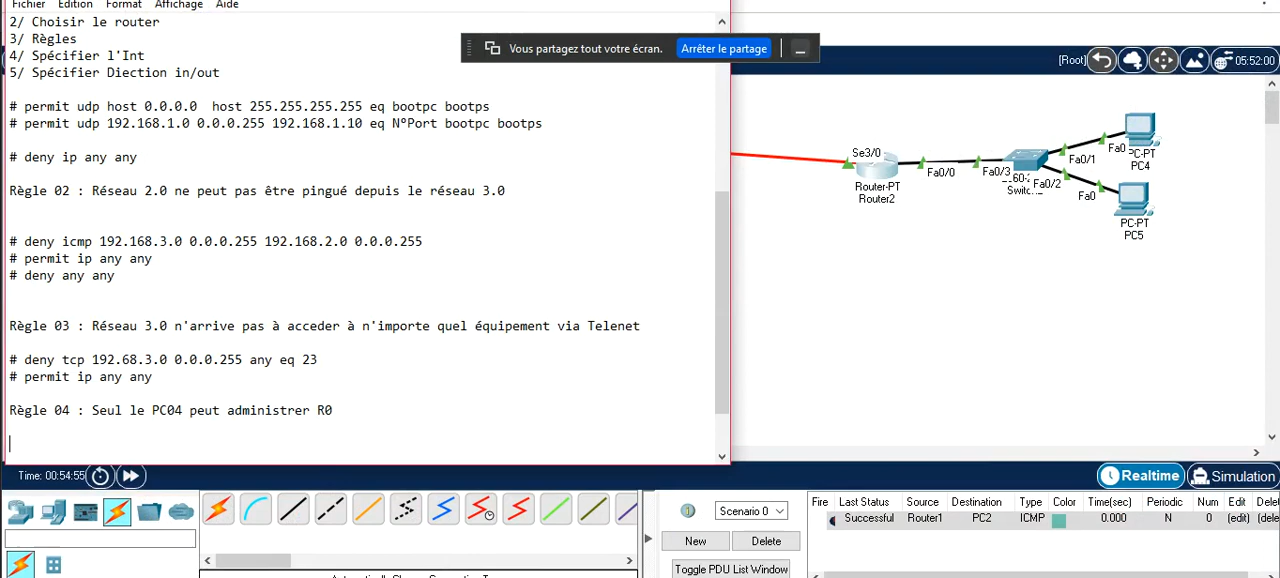 Fichier Edition Format Affichage Aide
2/ Choisir le router
3/ Règles
4/ Spécifier l'Int
5/ Spécifier Diection in/out
# permit udp host 0.0.0.0  host 255.255.255.255 eq bootpc bootps
# permit udp 192.168.1.0 0.0.0.255 192.168.1.10 eq N°Port bootpc bootps
# deny ip any any
Règle 02 : Réseau 2.0 ne peut pas être pingué depuis le réseau 3.0
# deny icmp 192.168.3.0 0.0.0.255 192.168.2.0 0.0.0.255
# permit ip any any
# deny any any
Règle 03 : Réseau 3.0 n'arrive pas à acceder à n'importe quel équipement via Telenet
# deny tcp 192.68.3.0 0.0.0.255 any eq 23
# permit ip any any
Règle 04 : Seul le PC04 peut administrer R0
Vous partagez tout votre écran. Arrêter le partage
[Root] 05:52:00
Se3/0
Router-PT
Router2
Fa0/0
Fa0/3
Fa0/1
Fa0/2
Fa0
PC-PT
PC4
Fa0
PC-PT
PC5
Time: 00:54:55
Realtime Simulation
Scenario 0
New Delete
Toggle PDU List Window
Fire Last Status Source Destination Type Color Time(sec) Periodic Num Edit Delet
Successful Router1 PC2 ICMP 0.000 N 0 (edit) (dele